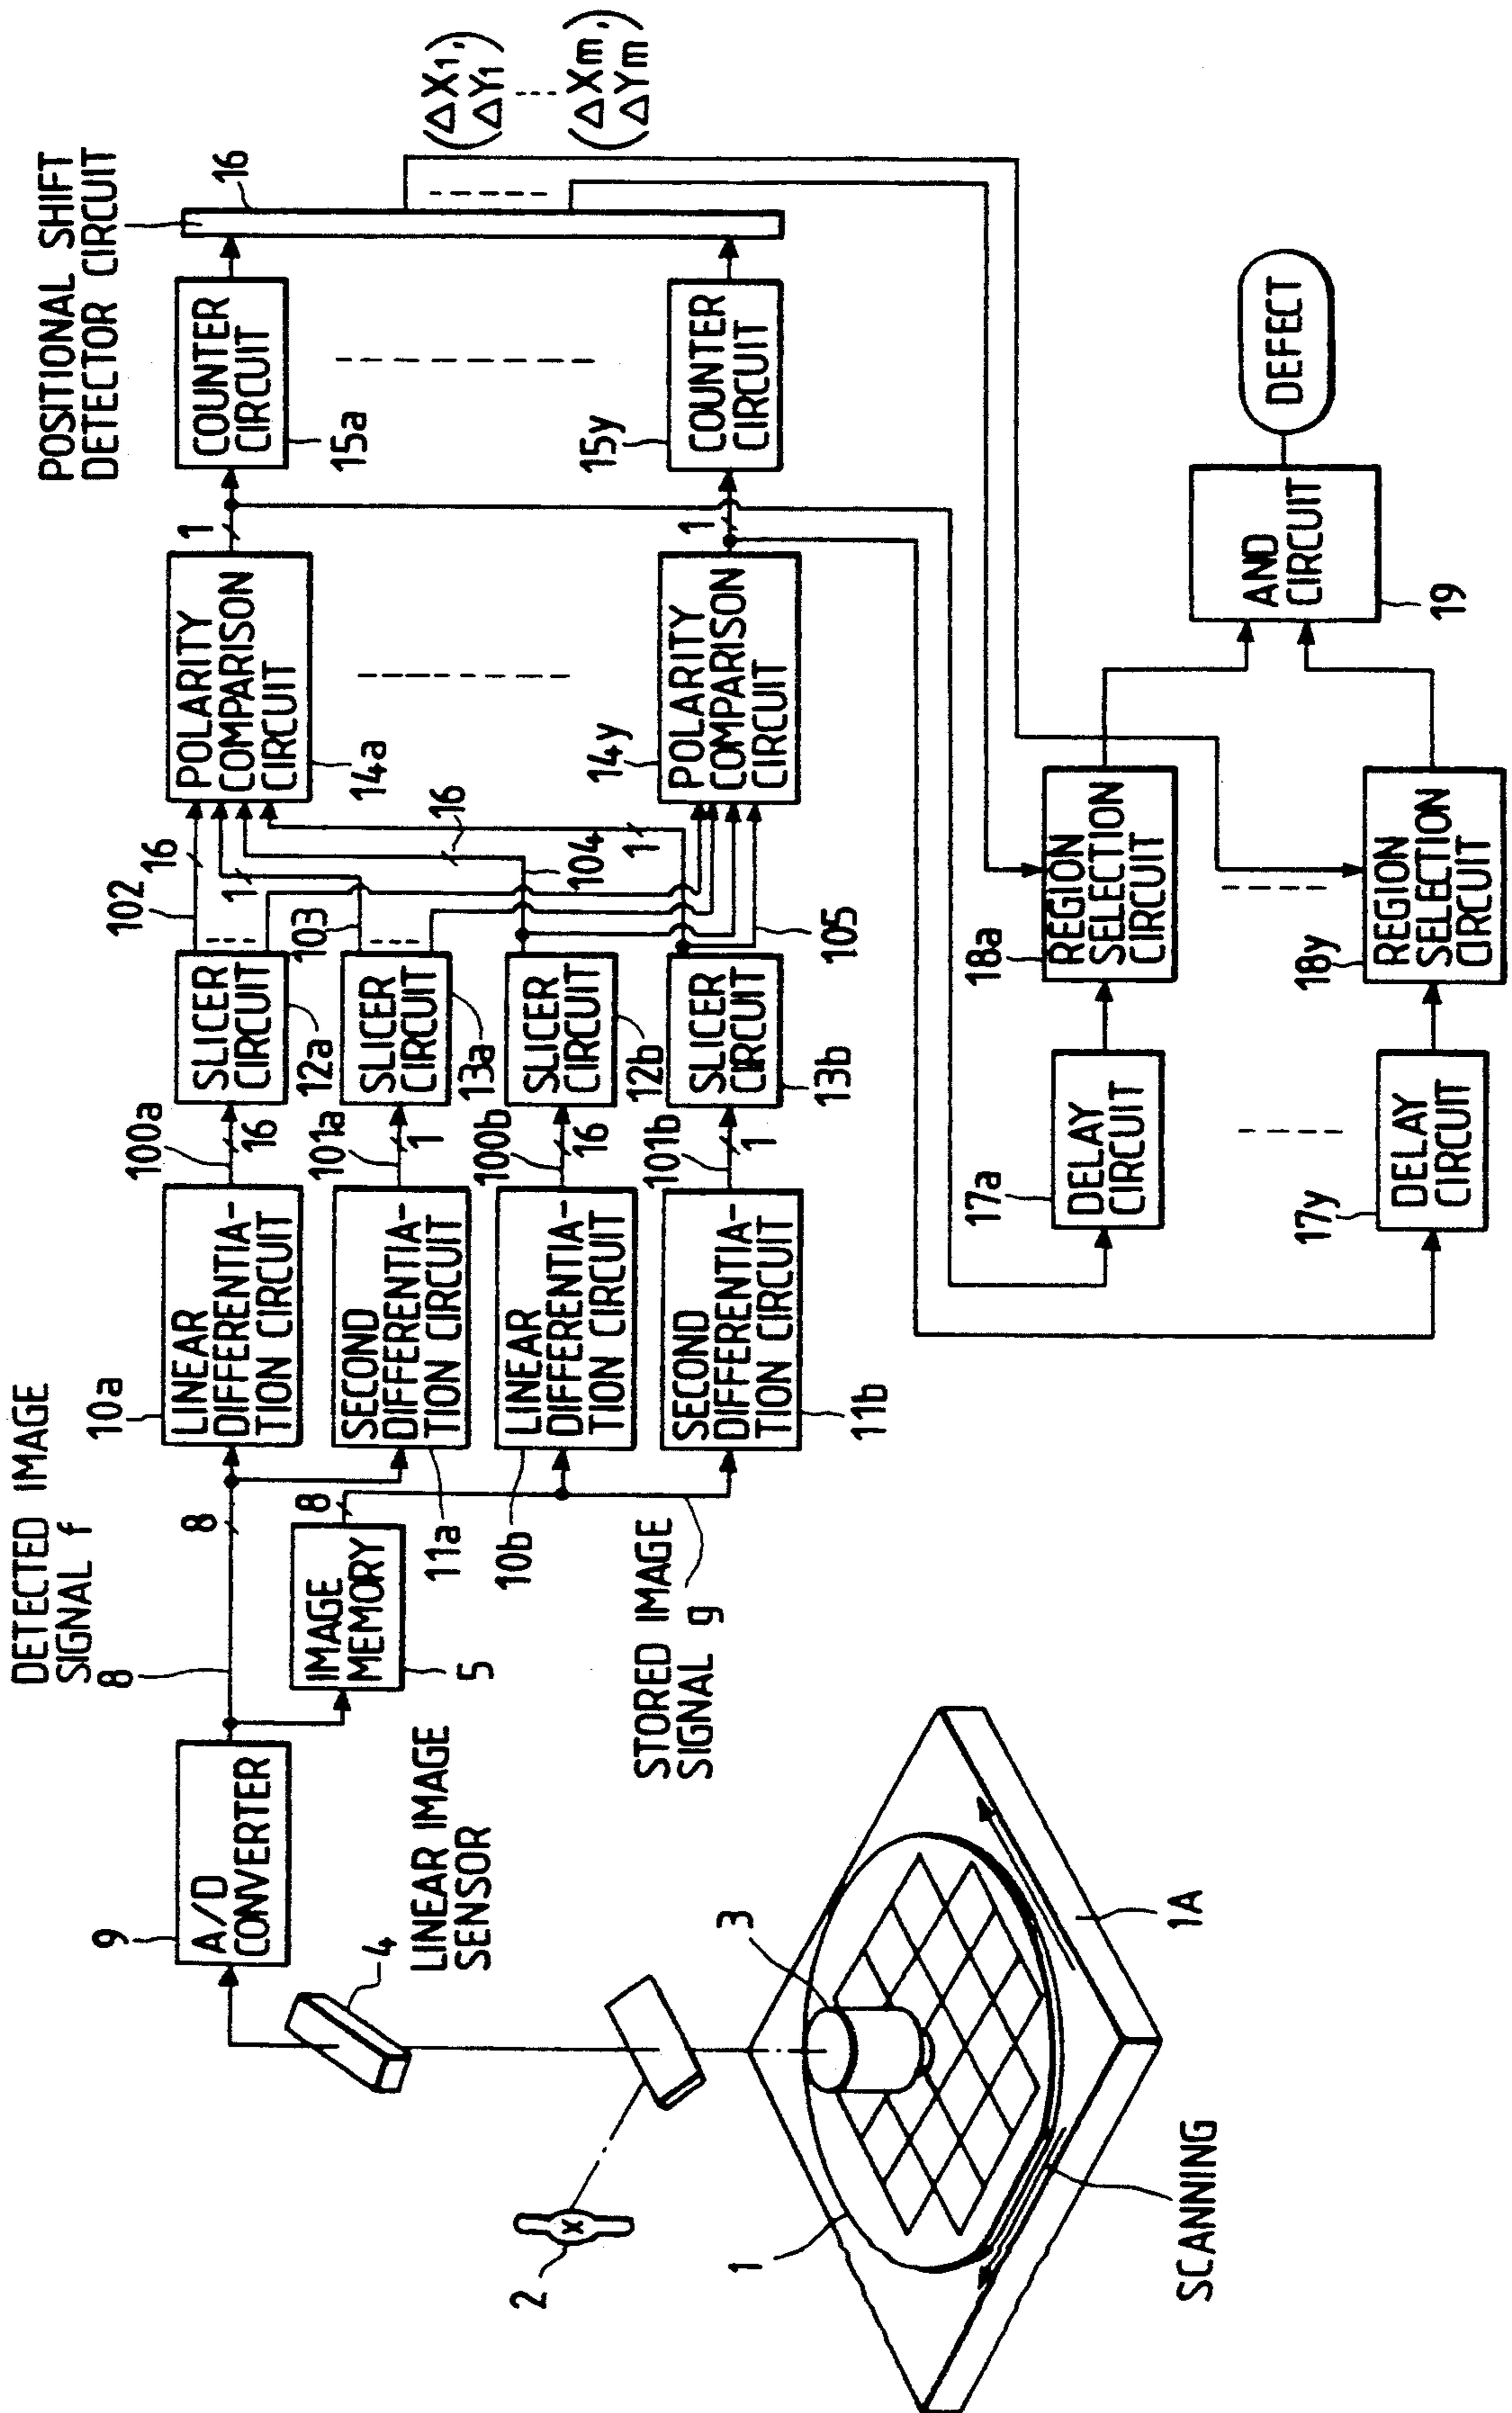 DETECTED IMAGE
SIGNAL f
8
POSITIONAL SHIFT
DETECTOR CIRCUIT
9
A/D
CONVERTER
8
10a
LINEAR
DIFFERENTIA-
TION CIRCUIT
100a
16
SLICER
CIRCUIT
12a
102
16
POLARITY
COMPARISON
CIRCUIT
14a
1
COUNTER
CIRCUIT
15a
16
(ΔX1,
ΔY1)
(ΔXm,
ΔYm)
4
LINEAR IMAGE
SENSOR
IMAGE
MEMORY
5
8
SECOND
DIFFERENTIA-
TION CIRCUIT
11a
101a
1
SLICER
CIRCUIT
13a
103
1
16
104
1
105
STORED IMAGE
SIGNAL g
10b
LINEAR
DIFFERENTIA-
TION CIRCUIT
100b
16
SLICER
CIRCUIT
12b
SECOND
DIFFERENTIA-
TION CIRCUIT
11b
101b
1
SLICER
CIRCUIT
13b
14y
POLARITY
COMPARISON
CIRCUIT
1
15y
COUNTER
CIRCUIT
2
1
3
1A
SCANNING
17a
DELAY
CIRCUIT
18a
REGION
SELECTION
CIRCUIT
AND
CIRCUIT
19
DEFECT
17y
DELAY
CIRCUIT
18y
REGION
SELECTION
CIRCUIT